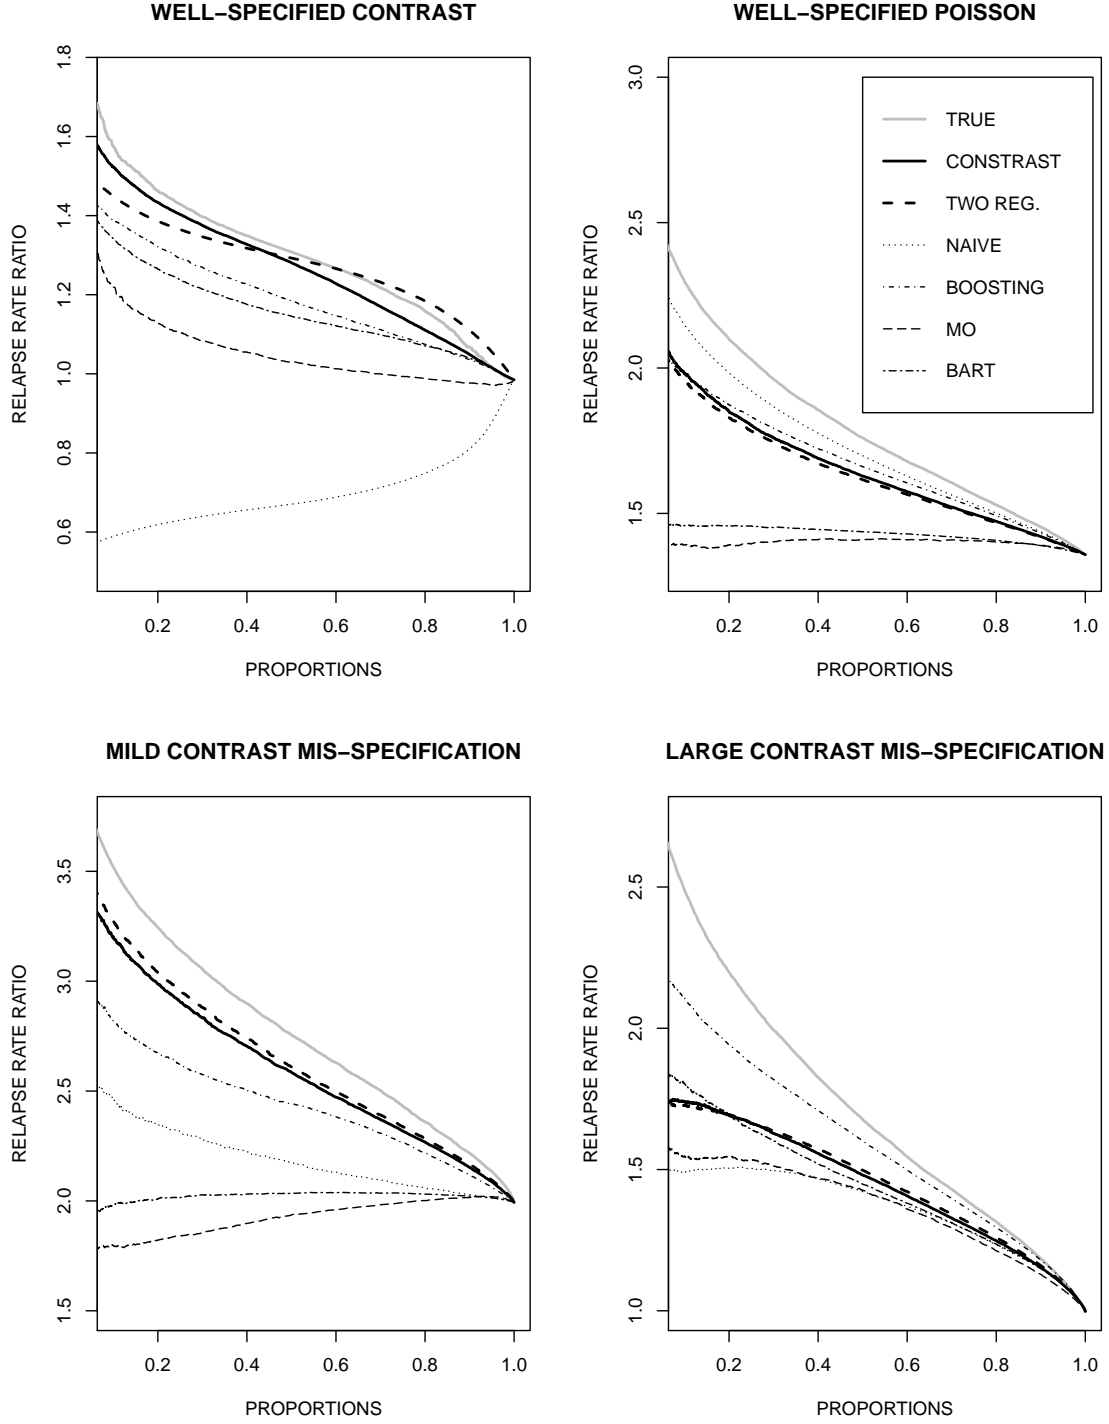 WELL−SPECIFIED CONTRAST
RELAPSE RATE RATIO
1.8
1.6
1.4
1.2
1.0
0.8
0.6
0.2 0.4 0.6 0.8 1.0
PROPORTIONS
WELL−SPECIFIED POISSON
RELAPSE RATE RATIO
3.0
2.5
2.0
1.5
TRUE
CONSTRAST
TWO REG.
NAIVE
BOOSTING
MO
BART
0.2 0.4 0.6 0.8 1.0
PROPORTIONS
MILD CONTRAST MIS−SPECIFICATION
RELAPSE RATE RATIO
3.5
3.0
2.5
2.0
1.5
0.2 0.4 0.6 0.8 1.0
PROPORTIONS
LARGE CONTRAST MIS−SPECIFICATION
RELAPSE RATE RATIO
2.5
2.0
1.5
1.0
0.2 0.4 0.6 0.8 1.0
PROPORTIONS